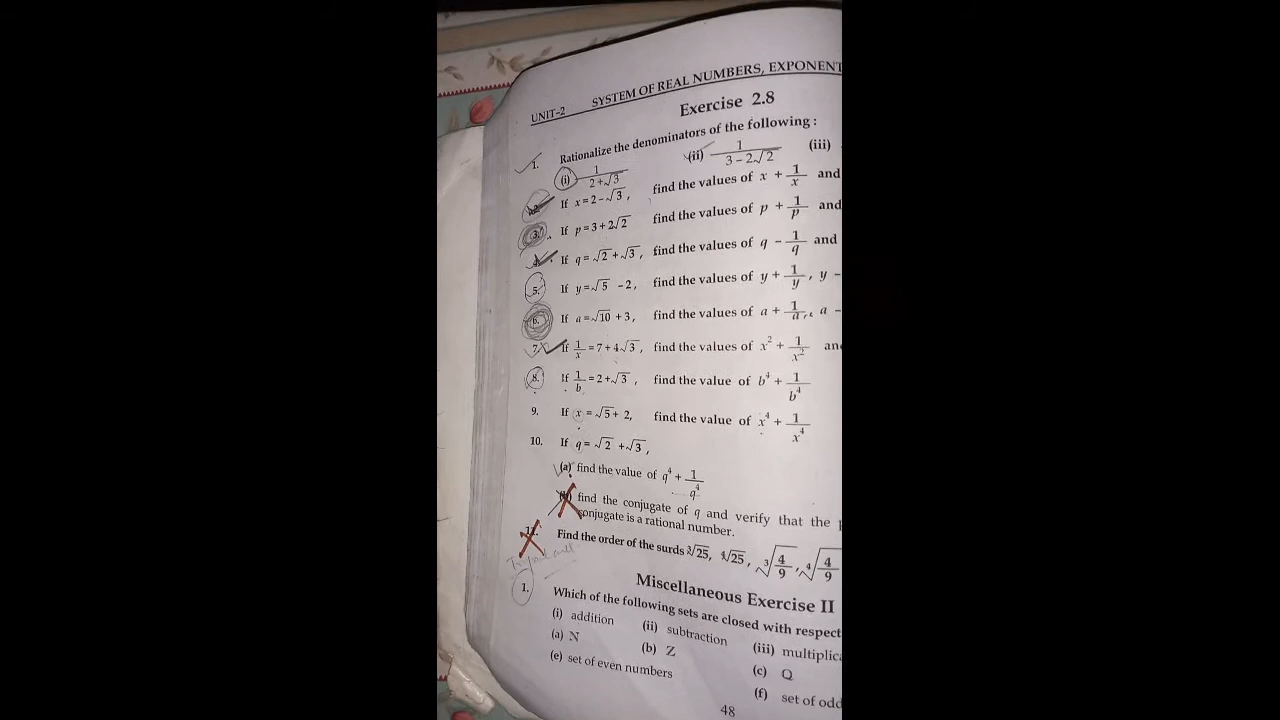 UNIT-2 SYSTEM OF REAL NUMBERS, EXPONENT
Exercise 2.8
1. Rationalize the denominators of the following :
(i) 1/(2+√3) (ii) 1/(3-2√2) (iii)
2. If x=2-√3, find the values of x + 1/x and
3. If p=3+2√2 find the values of p + 1/p and
4. If q=√2+√3, find the values of q - 1/q and
5. If y=√5 -2, find the values of y + 1/y, y -
6. If a=√10 +3, find the values of a + 1/a, a -
7. If 1/x =7+4√3, find the values of x² + 1/x² an
8. If 1/b =2+√3, find the value of b⁴ + 1/b⁴
9. If x = √5+ 2, find the value of x⁴ + 1/x⁴
10. If q= √2 +√3,
(a) find the value of q⁴ + 1/q⁴
(b) find the conjugate of q and verify that the
conjugate is a rational number.
11. Find the order of the surds ³√25, ⁴√25, ³√(4/9), ⁴√(4/9)
Miscellaneous Exercise II
1. Which of the following sets are closed with respect
(i) addition (ii) subtraction (iii) multiplica
(a) N (b) Z (c) Q
(e) set of even numbers (f) set of odd
48